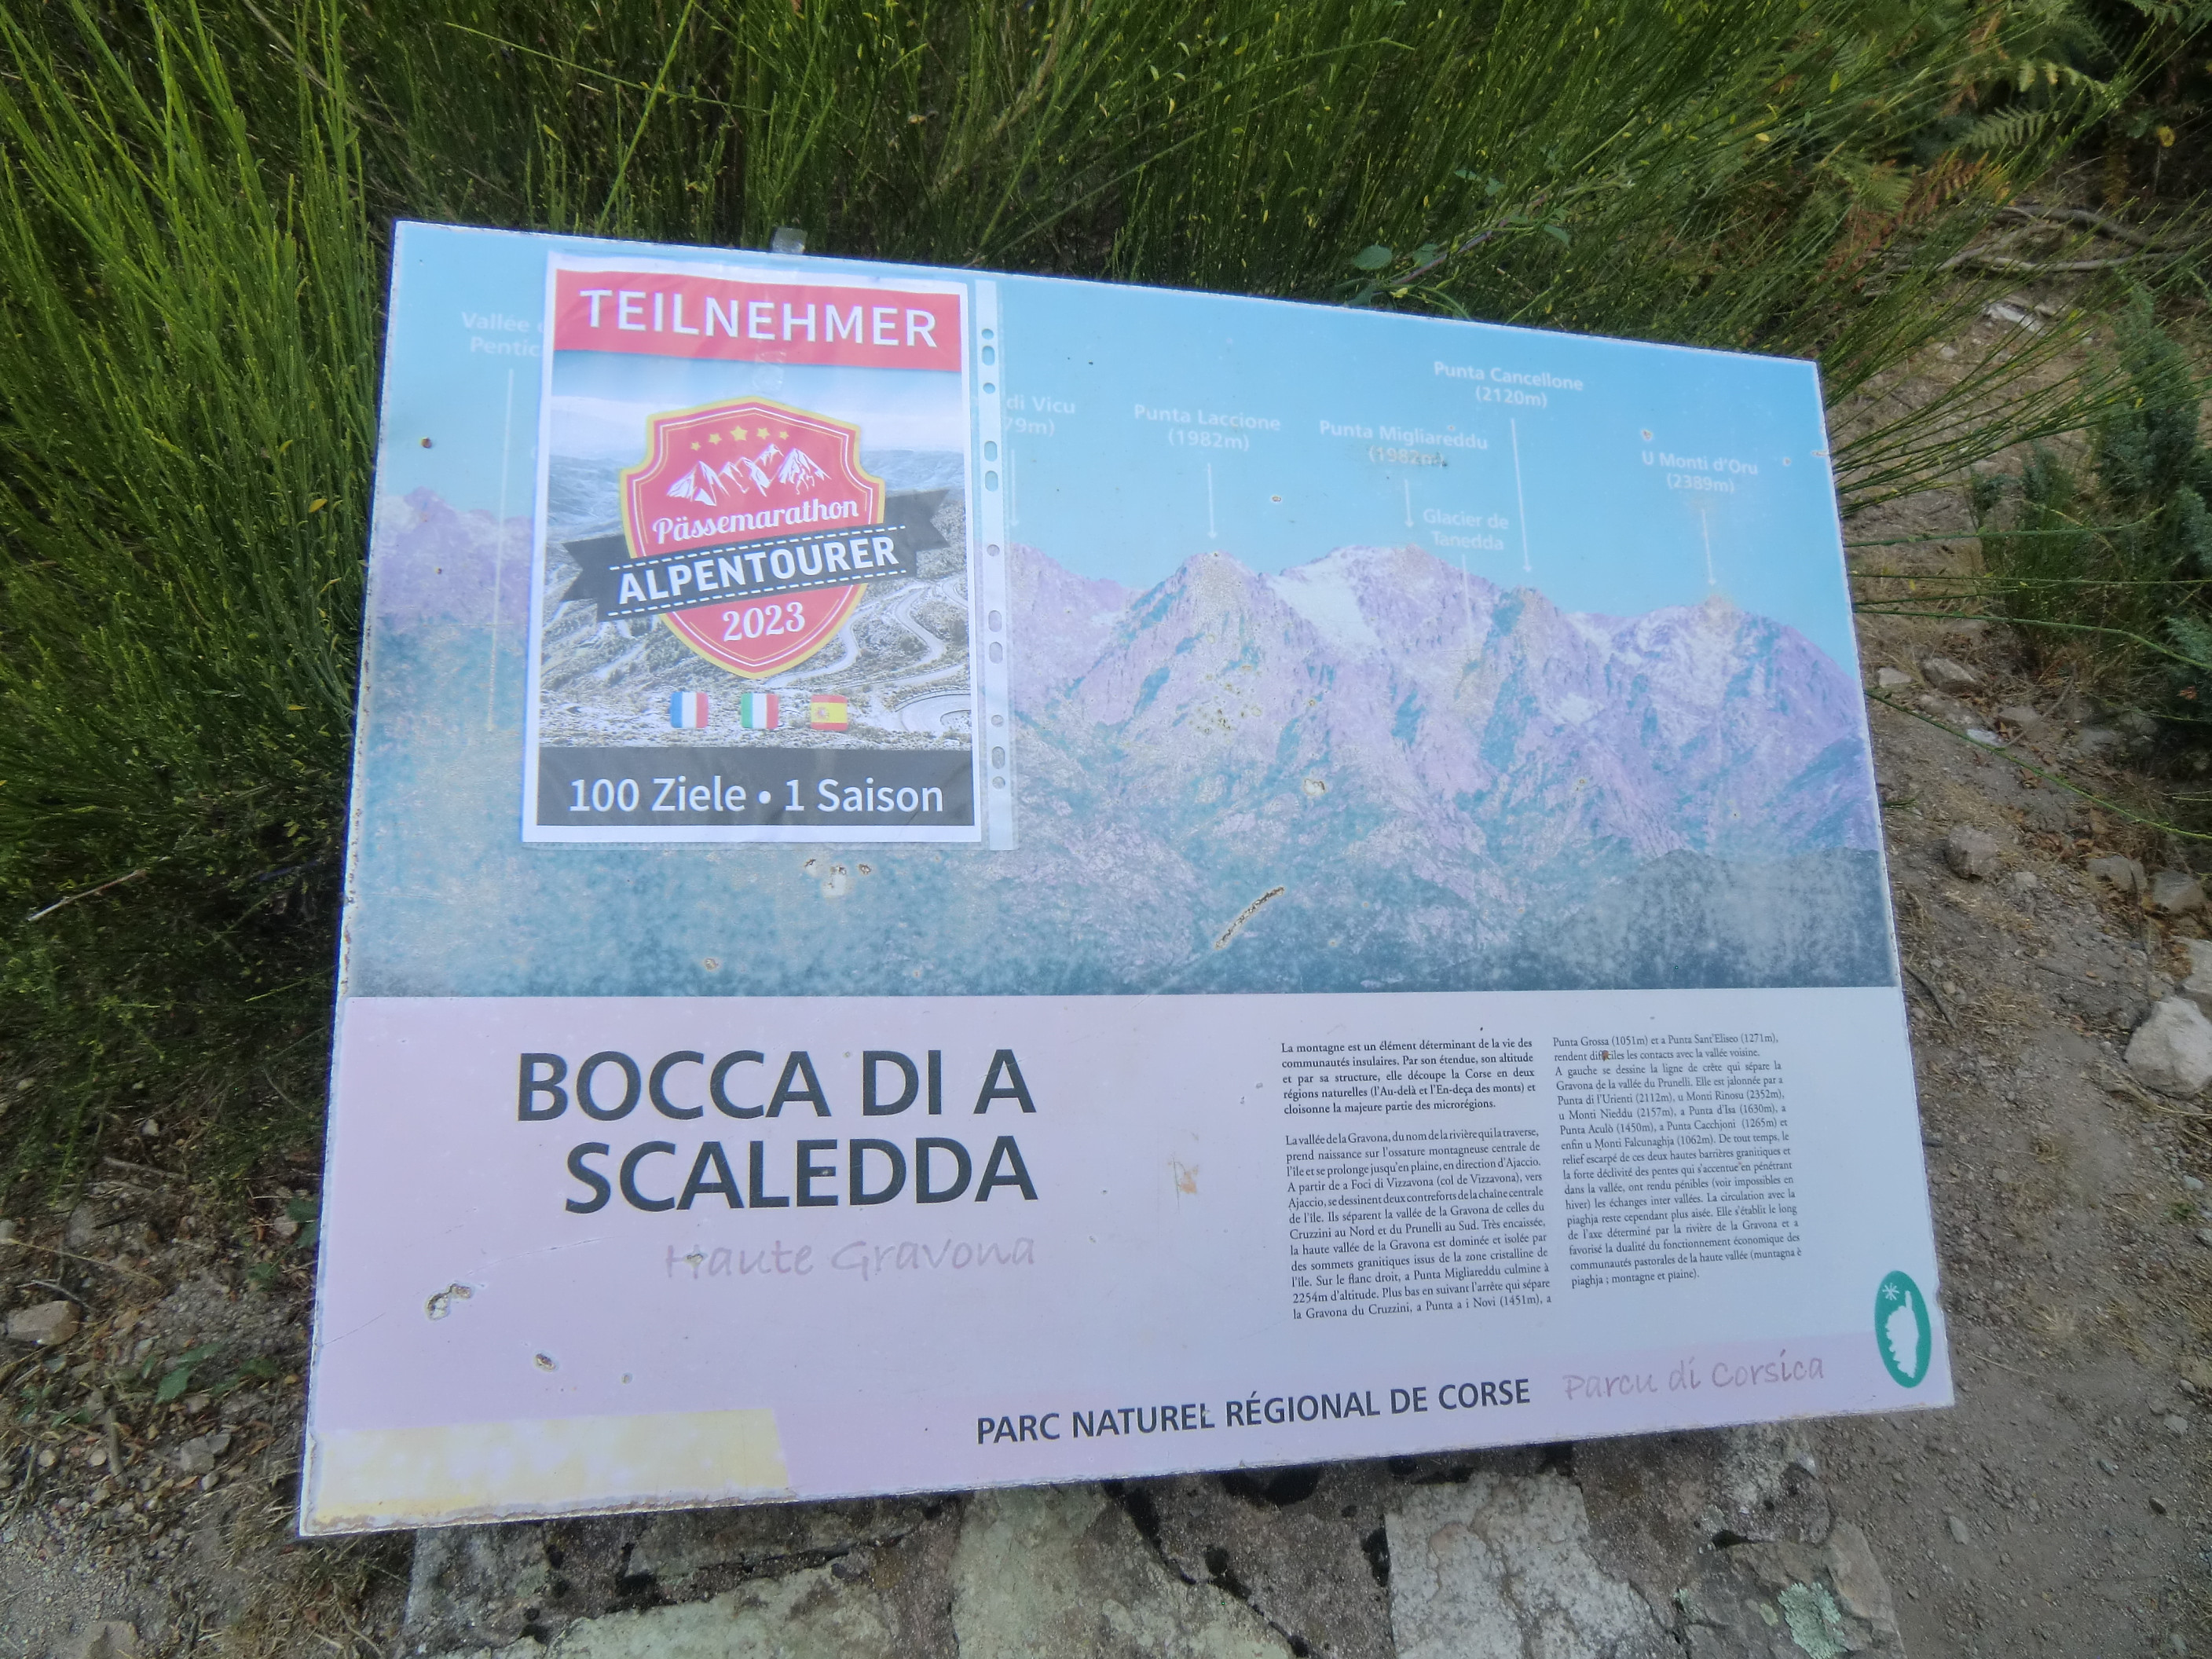 TEILNEHMER
Pässemarathon
ALPENTOURER
2023
100 Ziele • 1 Saison
Vallée
Pentic
di Vicu
79m)
Punta Laccione
(1982m)
Punta Migliareddu
(1982m)
Glacier de
Tanedda
Punta Cancellone
(2120m)
U Monti d'Oru
(2389m)
BOCCA DI A
SCALEDDA
Haute Gravona
La montagne est un élément déterminant de la vie des
communautés insulaires. Par son étendue, son altitude
et par sa structure, elle découpe la Corse en deux
régions naturelles (l'Au-delà et l'En-deça des monts) et
cloisonne la majeure partie des microrégions.
La vallée de la Gravona, du nom de la rivière qui la traverse,
prend naissance sur l'ossature montagneuse centrale de
l'île et se prolonge jusqu'en plaine, en direction d'Ajaccio.
A partir de a Foci di Vizzavona (col de Vizzavona), vers
Ajaccio, se dessinent deux contreforts de la chaîne centrale
de l'île. Ils séparent la vallée de la Gravona de celles du
Cruzzini au Nord et du Prunelli au Sud. Très encaissée,
la haute vallée de la Gravona est dominée et isolée par
des sommets granitiques issus de la zone cristalline de
l'île. Sur le flanc droit, a Punta Migliareddu culmine à
2254m d'altitude. Plus bas en suivant l'arrête qui sépare
la Gravona du Cruzzini, a Punta a i Novi (1451m), a
Punta Grossa (1051m) et a Punta Sant'Eliseo (1271m),
rendent difficiles les contacts avec la vallée voisine.
A gauche se dessine la ligne de crête qui sépare la
Gravona de la vallée du Prunelli. Elle est jalonnée par a
Punta di l'Urienti (2112m), u Monti Rinosu (2352m),
u Monti Nieddu (2157m), a Punta d'Isa (1630m), a
Punta Aculò (1450m), a Punta Cacchjoni (1265m) et
enfin u Monti Falcunaghja (1062m). De tout temps, le
relief escarpé de ces deux hautes barrières granitiques et
la forte déclivité des pentes qui s'accentue en pénétrant
dans la vallée, ont rendu pénibles (voir impossibles en
hiver) les échanges inter vallées. La circulation avec la
piaghja reste cependant plus aisée. Elle s'établit le long
de l'axe déterminé par la rivière de la Gravona et a
favorisé la dualité du fonctionnement économique des
communautés pastorales de la haute vallée (muntagna è
piaghja ; montagne et plaine).
PARC NATUREL RÉGIONAL DE CORSE Parcu di Corsica